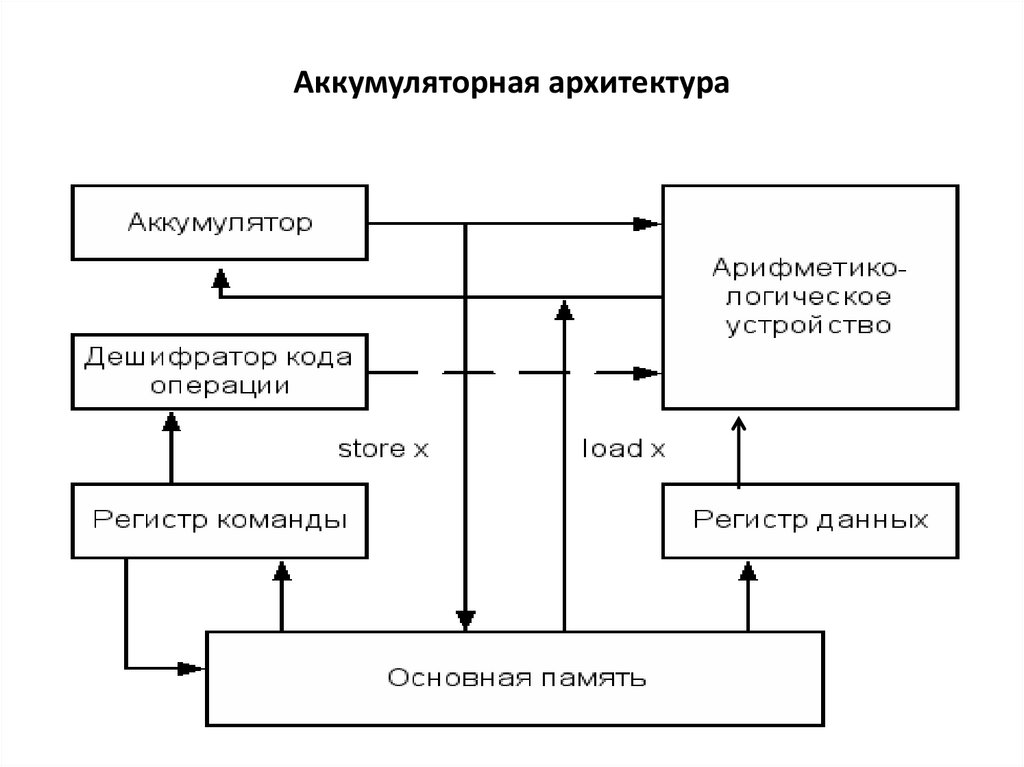 Аккумуляторная архитектура
Аккумулятор
Арифметико-
логическое
устройство
Дешифратор кода
операции
store x
load x
Регистр команды
Регистр данных
Основная память